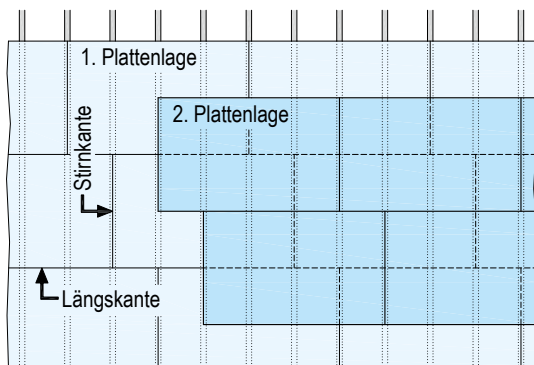 1. Plattenlage
2. Plattenlage
Stirnkante
Längskante